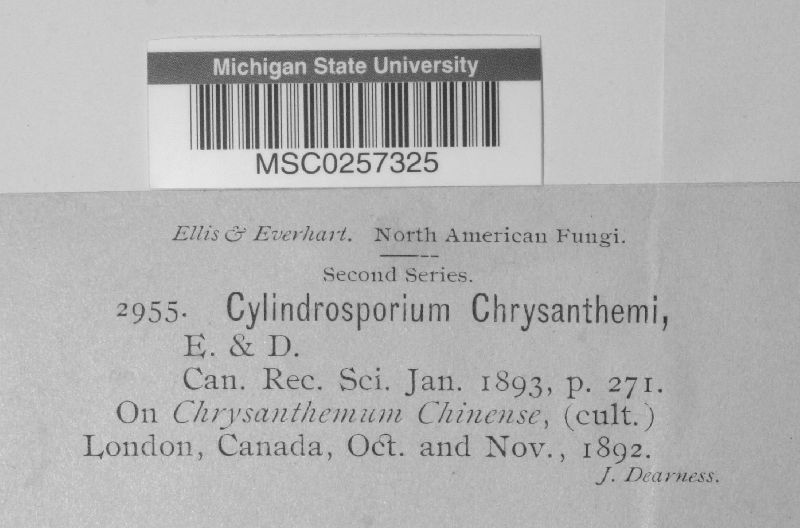 Michigan State University
MSC0257325
Ellis & Everhart. North American Fungi.
Second Series.
2955. Cylindrosporium Chrysanthemi,
E. & D.
Can. Rec. Sci. Jan. 1893, p. 271.
On Chrysanthemum Chinense, (cult.)
London, Canada, Oct. and Nov., 1892.
J. Dearness.